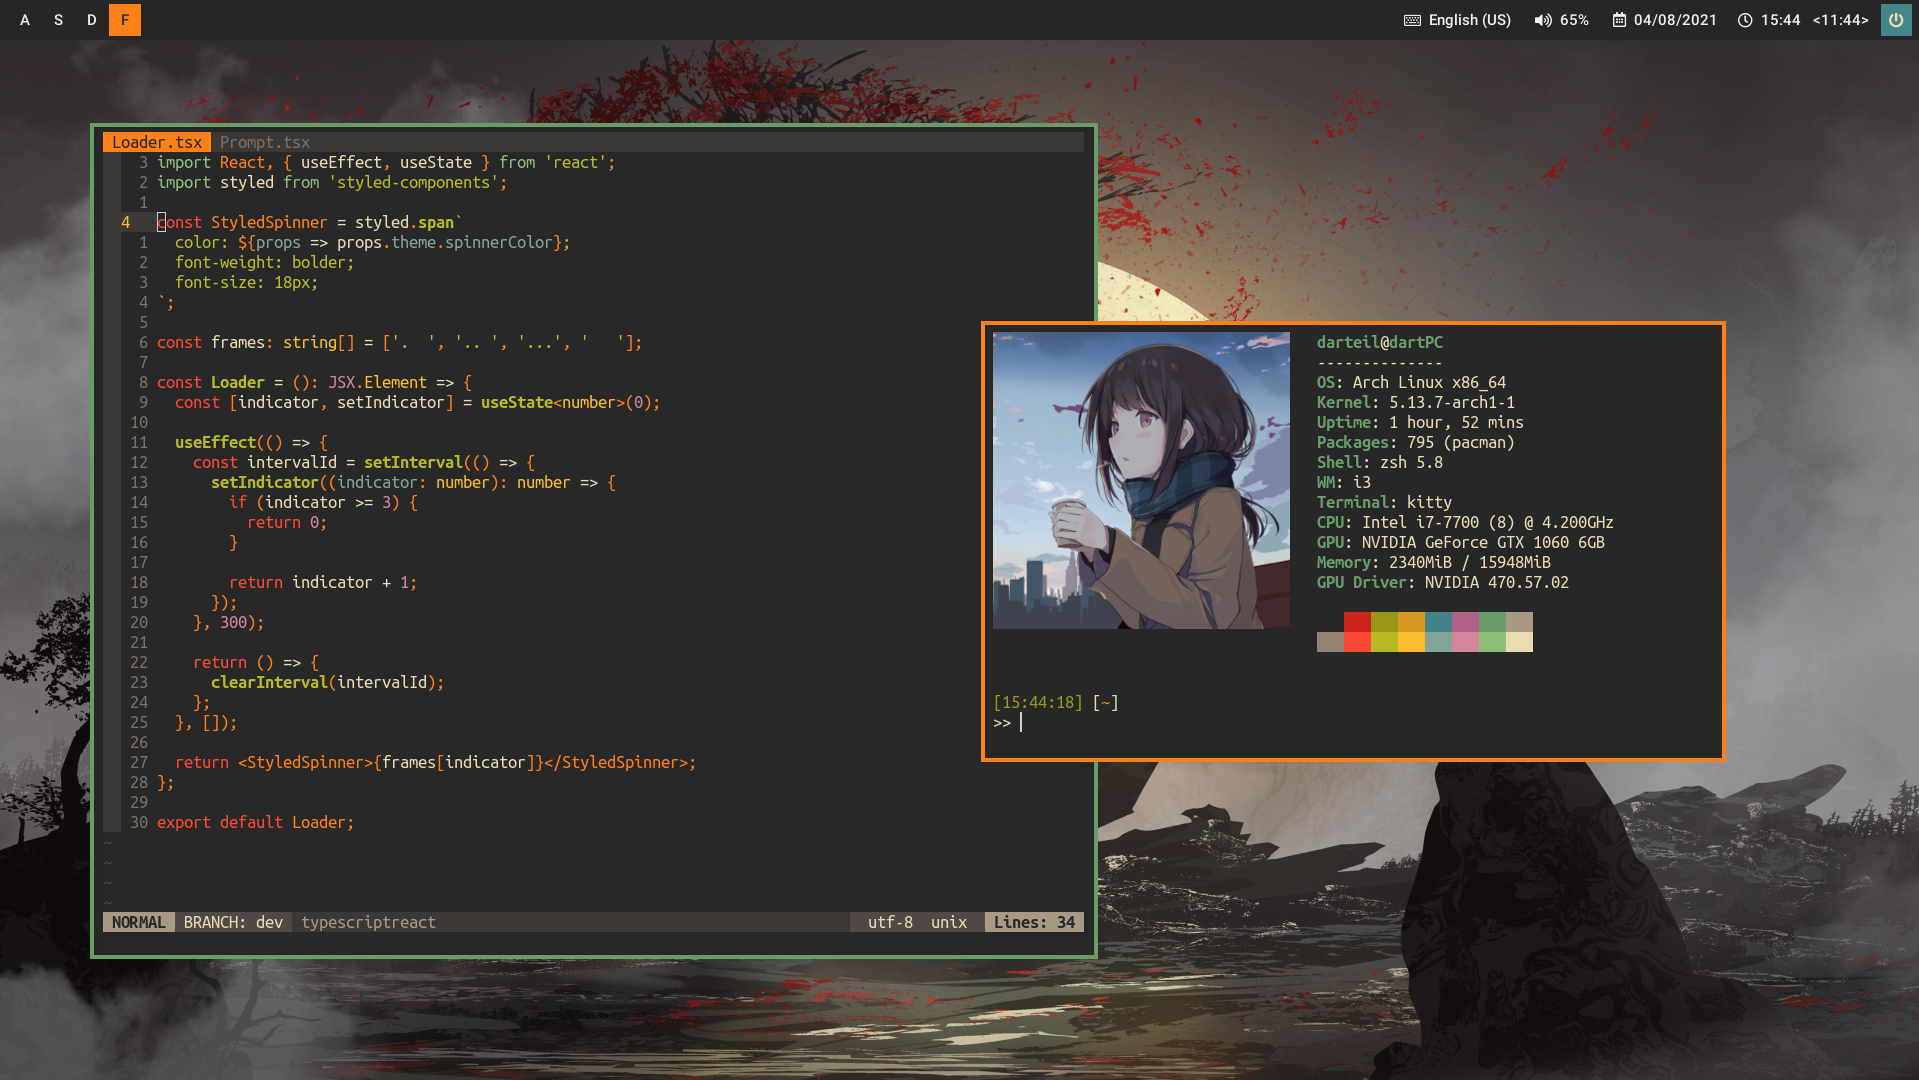 A S D F English (US) 65% 04/08/2021 15:44 <11:44>
Loader.tsx Prompt.tsx
3 import React, { useEffect, useState } from 'react';
2 import styled from 'styled-components';
1
4 const StyledSpinner = styled.span`
1 color: ${props => props.theme.spinnerColor};
2 font-weight: bolder;
3 font-size: 18px;
4 `;
5
6 const frames: string[] = ['.  ', '.. ', '...', '   '];
7
8 const Loader = (): JSX.Element => {
9 const [indicator, setIndicator] = useState<number>(0);
10
11 useEffect(() => {
12 const intervalId = setInterval(() => {
13 setIndicator((indicator: number): number => {
14 if (indicator >= 3) {
15 return 0;
16 }
17
18 return indicator + 1;
19 });
20 }, 300);
21
22 return () => {
23 clearInterval(intervalId);
24 };
25 }, []);
26
27 return <StyledSpinner>{frames[indicator]}</StyledSpinner>;
28 };
29
30 export default Loader;
~
~
~
~
NORMAL BRANCH: dev typescriptreact utf-8 unix Lines: 34
darteil@dartPC
--------------
OS: Arch Linux x86_64
Kernel: 5.13.7-arch1-1
Uptime: 1 hour, 52 mins
Packages: 795 (pacman)
Shell: zsh 5.8
WM: i3
Terminal: kitty
CPU: Intel i7-7700 (8) @ 4.200GHz
GPU: NVIDIA GeForce GTX 1060 6GB
Memory: 2340MiB / 15948MiB
GPU Driver: NVIDIA 470.57.02
[15:44:18] [~]
>>